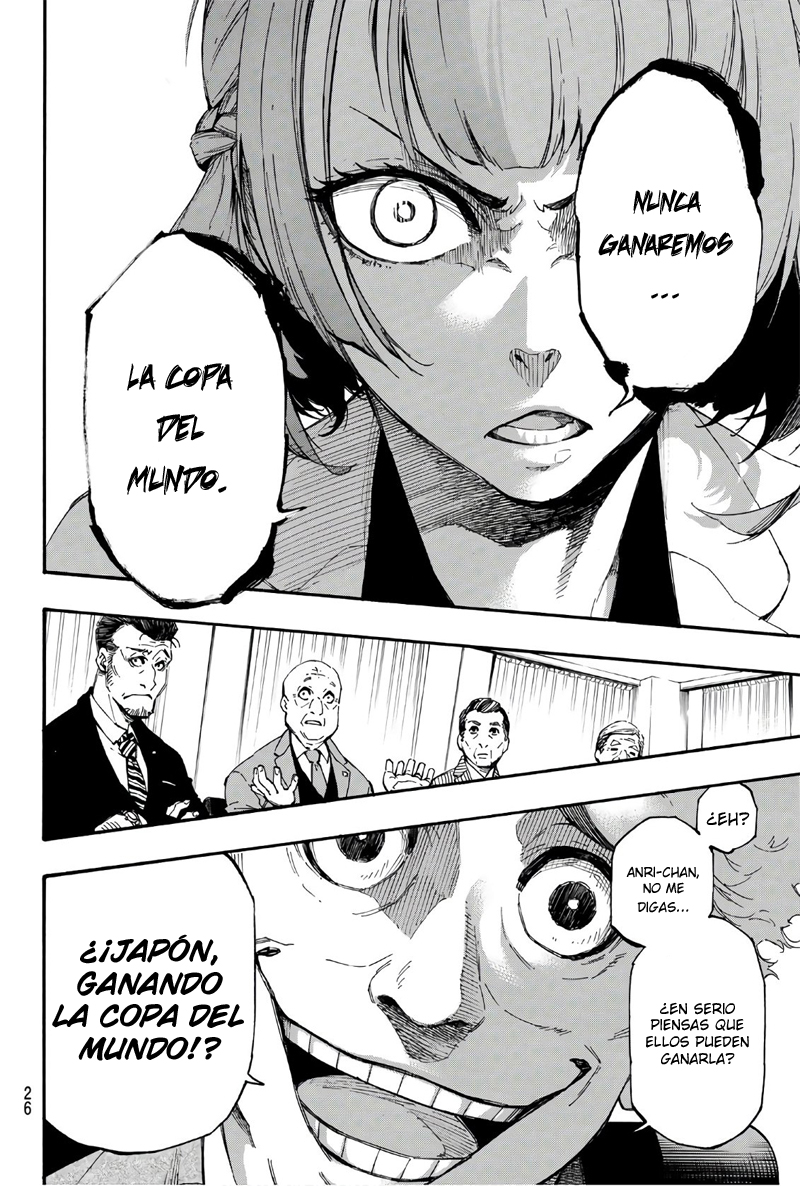 NUNCA
GANAREMOS
...
LA COPA
DEL
MUNDO.
¿EH?
ANRI-CHAN,
NO ME
DIGAS...
¿EN SERIO
PIENSAS QUE
ELLOS PUEDEN
GANARLA?
¿¡JAPÓN,
GANANDO
LA COPA DEL
MUNDO!?
26